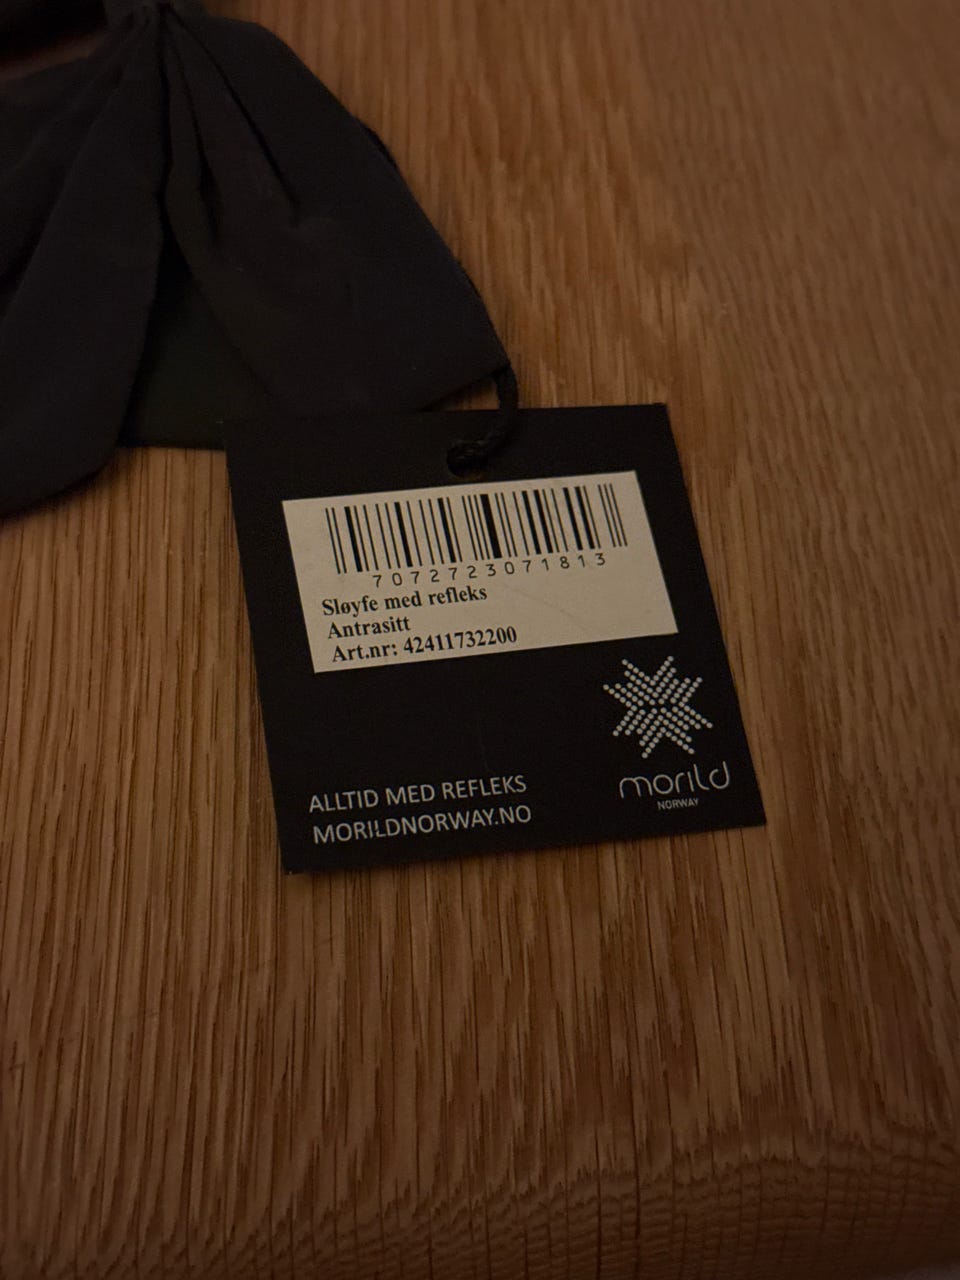 7072723071813
Sløyfe med refleks
Antrasitt
Art.nr: 42411732200
ALLTID MED REFLEKS
MORILDNORWAY.NO
morild
NORWAY